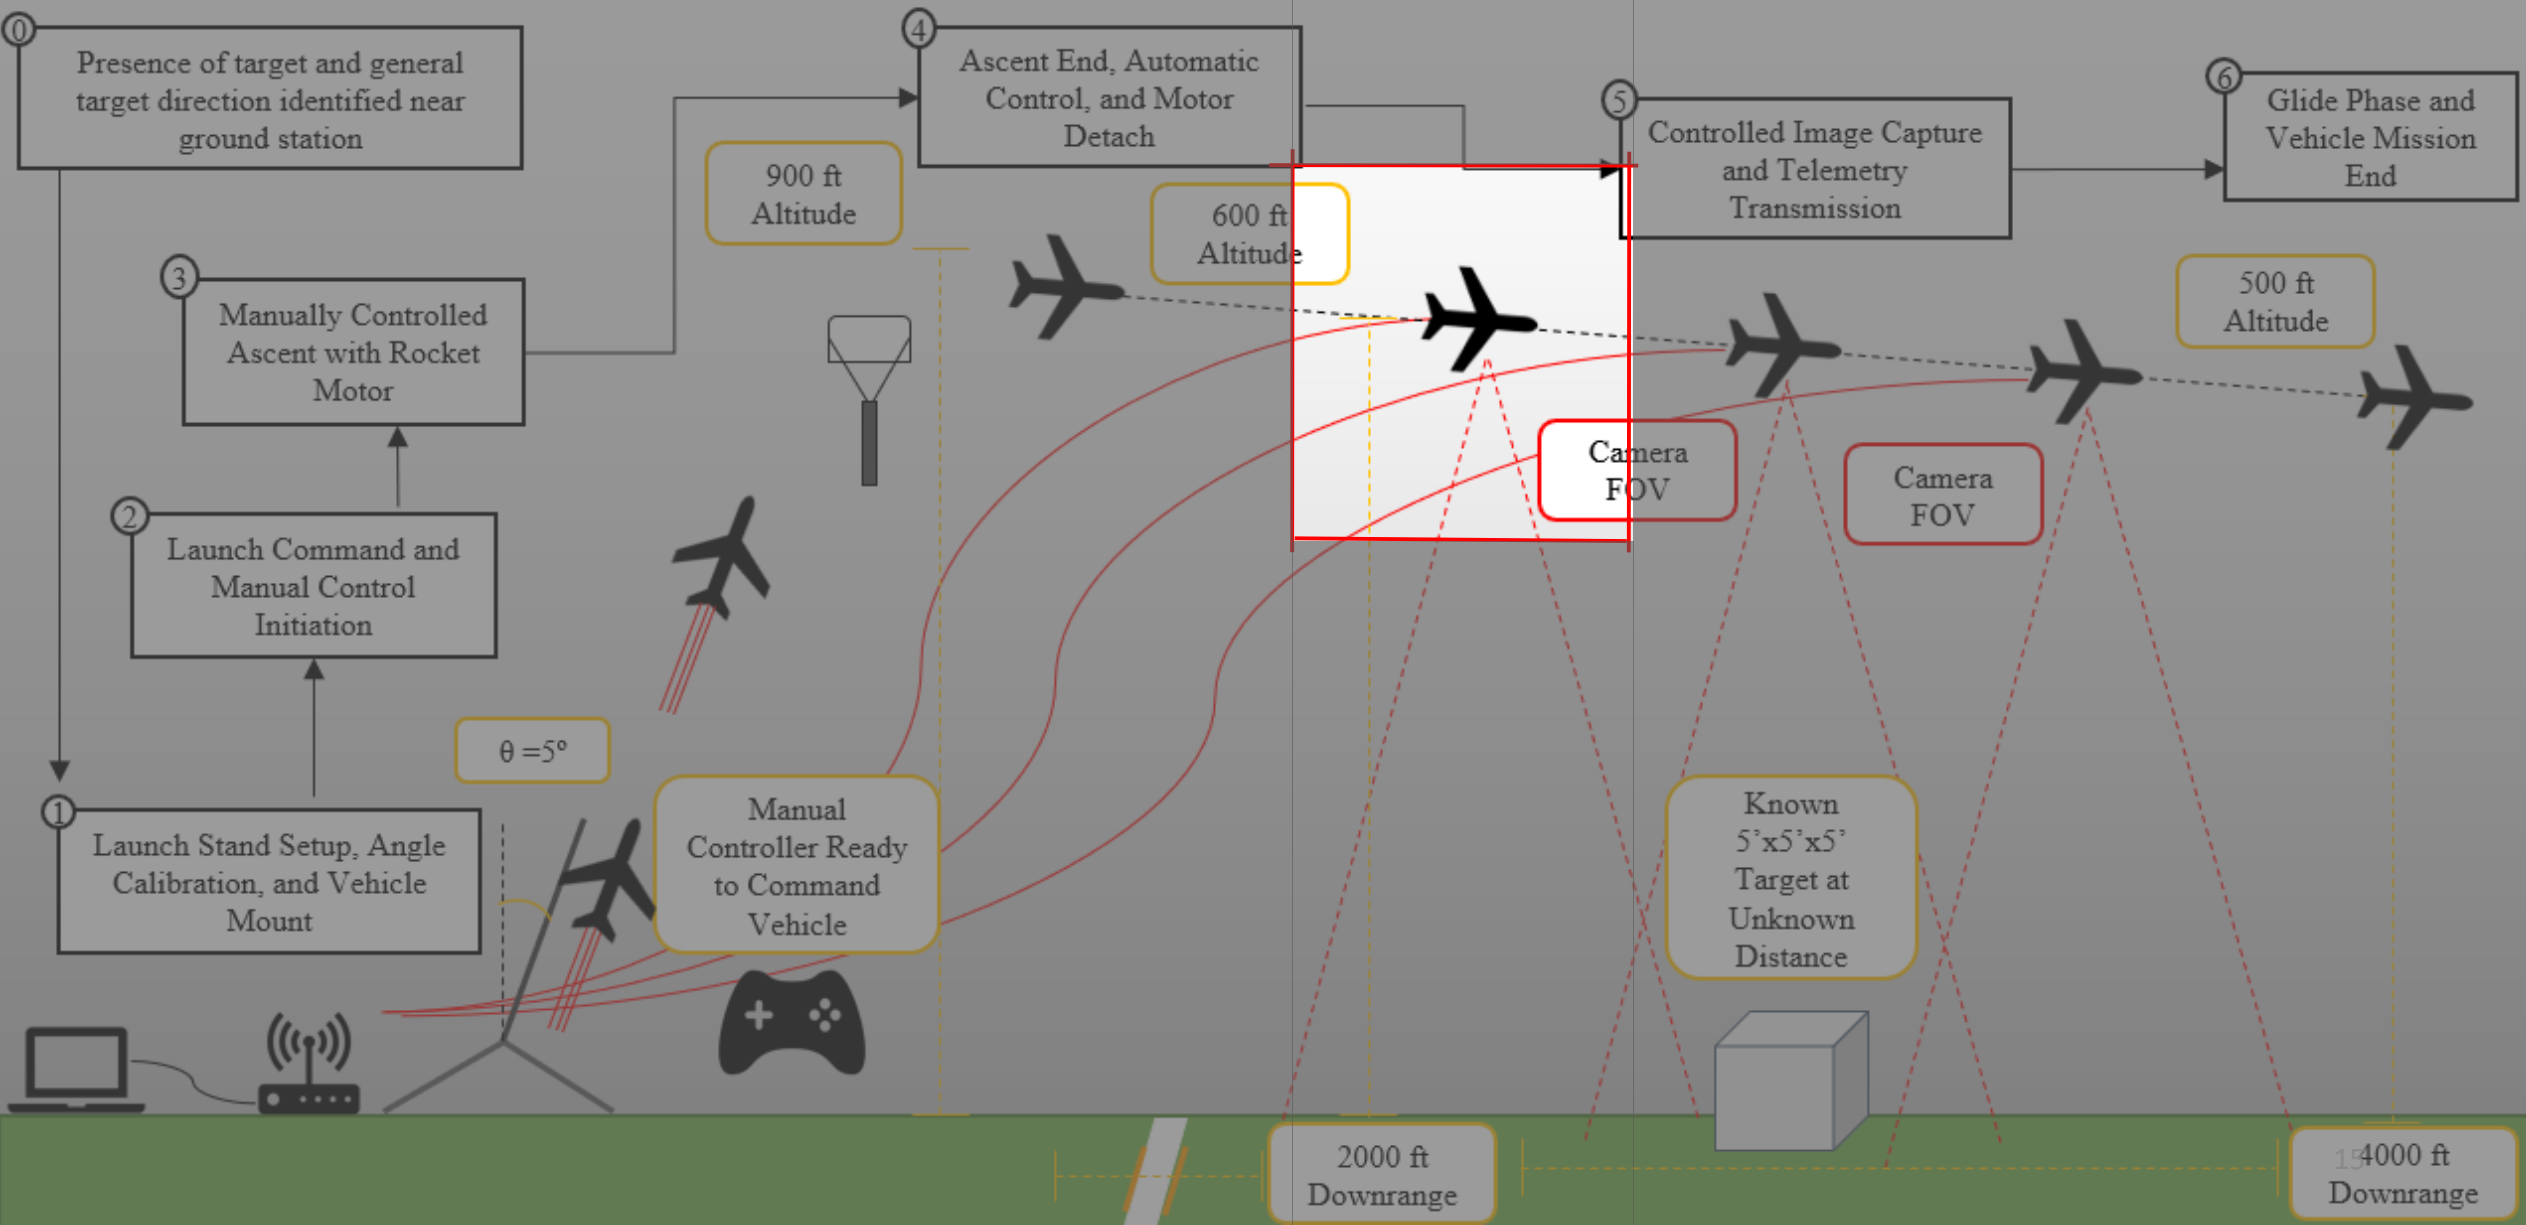 0
Presence of target and general
target direction identified near
ground station
4
Ascent End, Automatic
Control, and Motor
Detach
5
Controlled Image Capture
and Telemetry
Transmission
6
Glide Phase and
Vehicle Mission
End
900 ft
Altitude
600 ft
Altitude
500 ft
Altitude
3
Manually Controlled
Ascent with Rocket
Motor
Camera
FOV
Camera
FOV
2
Launch Command and
Manual Control
Initiation
θ =5º
1
Launch Stand Setup, Angle
Calibration, and Vehicle
Mount
Manual
Controller Ready
to Command
Vehicle
Known
5’x5’x5’
Target at
Unknown
Distance
2000 ft
Downrange
15
4000 ft
Downrange